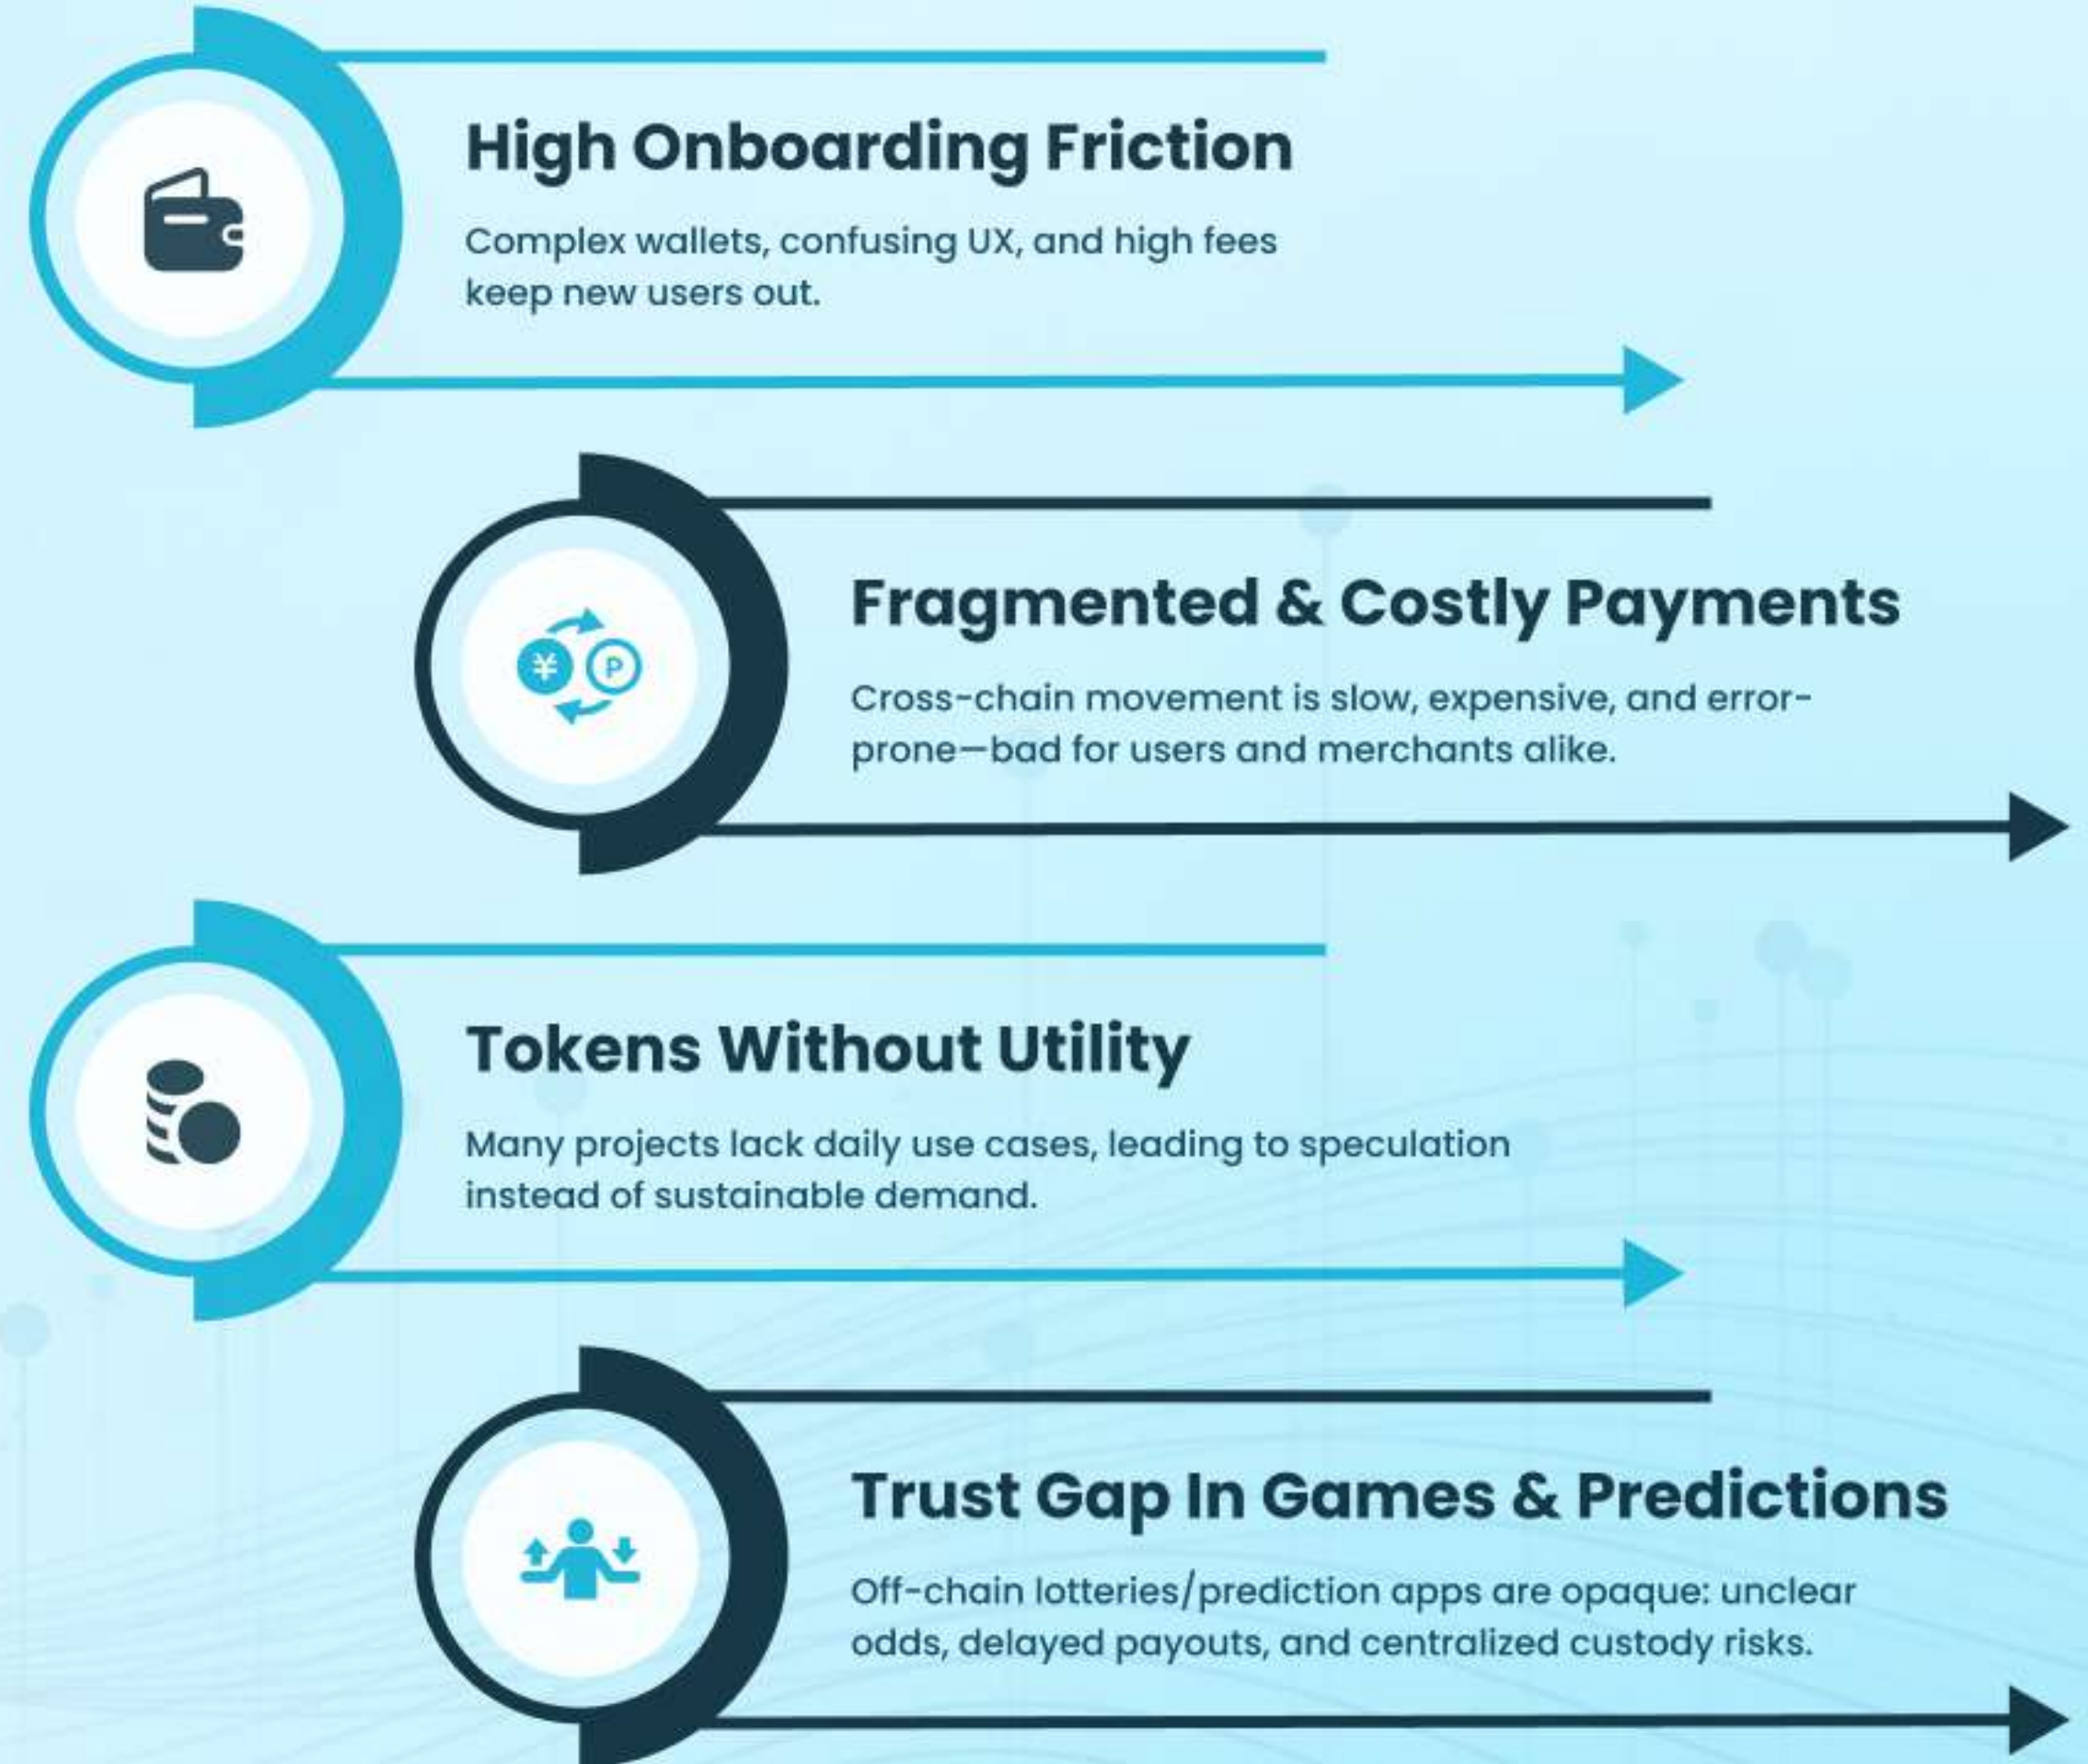 High Onboarding Friction
Complex wallets, confusing UX, and high fees
keep new users out.
Fragmented & Costly Payments
¥ P
Cross-chain movement is slow, expensive, and error-
prone—bad for users and merchants alike.
Tokens Without Utility
Many projects lack daily use cases, leading to speculation
instead of sustainable demand.
Trust Gap In Games & Predictions
Off-chain lotteries/prediction apps are opaque: unclear
odds, delayed payouts, and centralized custody risks.